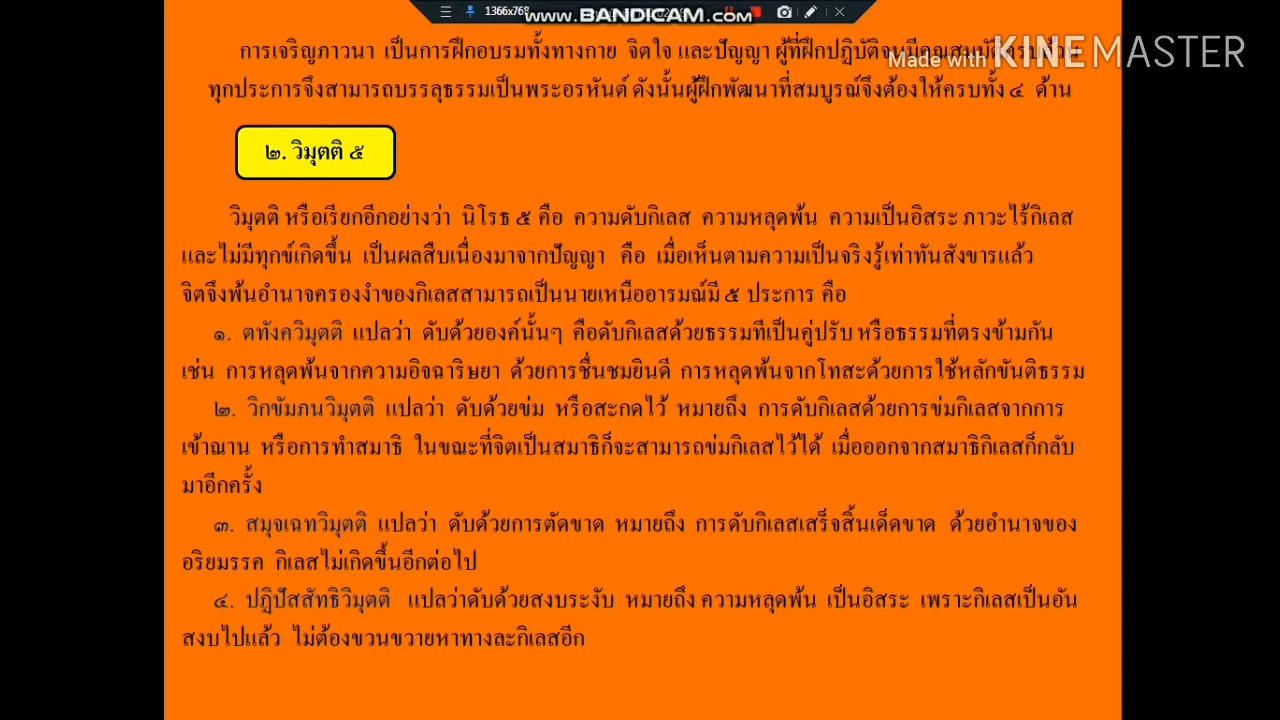 1366x768
www.BANDICAM.com
Made with KINEMASTER
การเจริญภาวนา เป็นการฝึกอบรมทั้งทางกาย จิตใจ และปัญญา ผู้ที่ฝึกปฏิบัติจนมีคุณสมบัติครบถ้วน
ทุกประการจึงสามารถบรรลุธรรมเป็นพระอรหันต์ ดังนั้นผู้ฝึกพัฒนาที่สมบูรณ์จึงต้องให้ครบทั้ง ๔ ด้าน
๒. วิมุตติ ๕
วิมุตติ หรือเรียกอีกอย่างว่า นิโรธ ๕ คือ ความดับกิเลส ความหลุดพ้น ความเป็นอิสระ ภาวะไร้กิเลส
และไม่มีทุกข์เกิดขึ้น เป็นผลสืบเนื่องมาจากปัญญา คือ เมื่อเห็นตามความเป็นจริงรู้เท่าทันสังขารแล้ว
จิตจึงพ้นอำนาจครองงำของกิเลสสามารถเป็นนายเหนืออารมณ์มี ๕ ประการ คือ
๑. ตทังควิมุตติ แปลว่า ดับด้วยองค์นั้นๆ คือดับกิเลสด้วยธรรมทีเป็นคู่ปรับ หรือธรรมที่ตรงข้ามกัน
เช่น การหลุดพ้นจากความอิจฉาริษยา ด้วยการชื่นชมยินดี การหลุดพ้นจากโทสะด้วยการใช้หลักขันติธรรม
๒. วิกขัมภนวิมุตติ แปลว่า ดับด้วยข่ม หรือสะกดไว้ หมายถึง การดับกิเลสด้วยการข่มกิเลสจากการ
เข้าฌาน หรือการทำสมาธิ ในขณะที่จิตเป็นสมาธิก็จะสามารถข่มกิเลสไว้ได้ เมื่อออกจากสมาธิกิเลสก็กลับ
มาอีกครั้ง
๓. สมุจเฉทวิมุตติ แปลว่า ดับด้วยการตัดขาด หมายถึง การดับกิเลสเสร็จสิ้นเด็ดขาด ด้วยอำนาจของ
อริยมรรค กิเลสไม่เกิดขึ้นอีกต่อไป
๔. ปฏิปัสสัทธิวิมุตติ แปลว่าดับด้วยสงบระงับ หมายถึง ความหลุดพ้น เป็นอิสระ เพราะกิเลสเป็นอัน
สงบไปแล้ว ไม่ต้องขวนขวายหาทางละกิเลสอีก